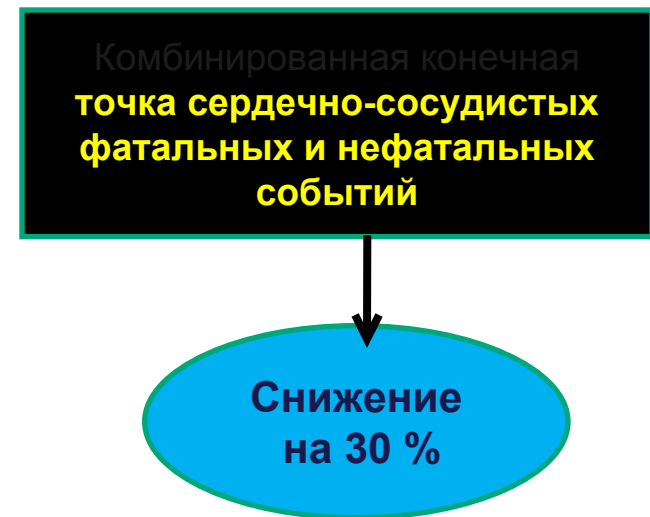 Комбинированная конечная
точка сердечно-сосудистых
фатальных и нефатальных
событий
Снижение
на 30 %